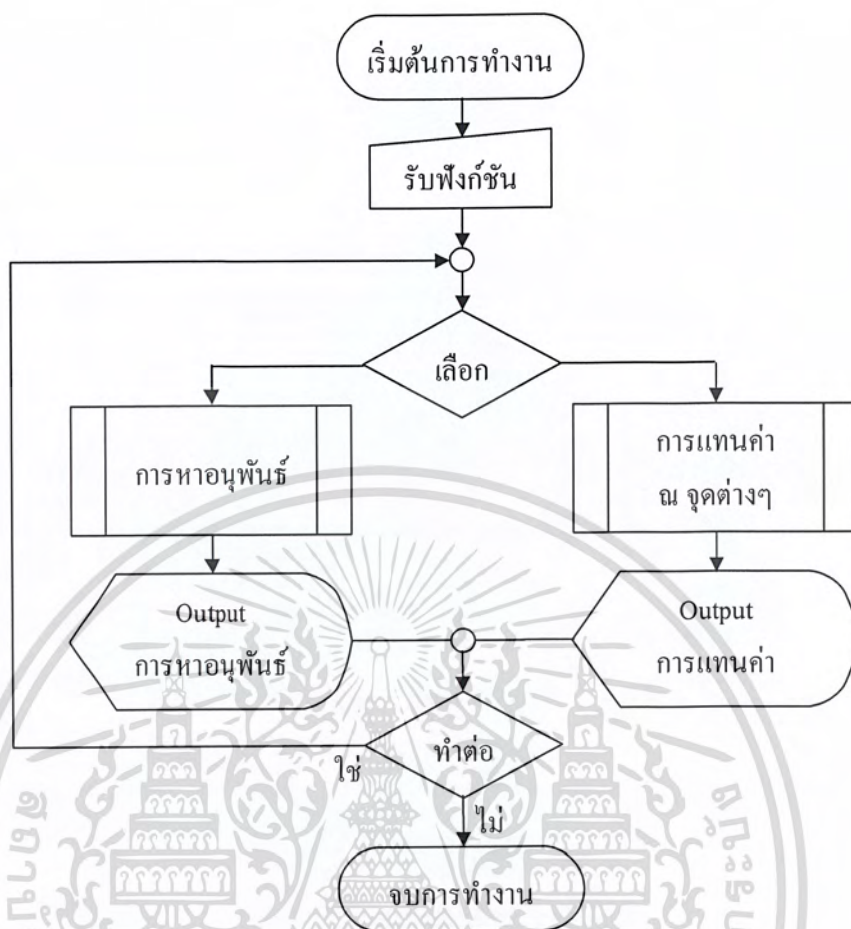 เริ่มต้นการทำงาน
รับฟังก์ชัน
เลือก
การหาอนุพันธ์
การแทนค่า
ณ จุดต่างๆ
Output
การหาอนุพันธ์
Output
การแทนค่า
ทำต่อ
ใช่
ไม่
จบการทำงาน